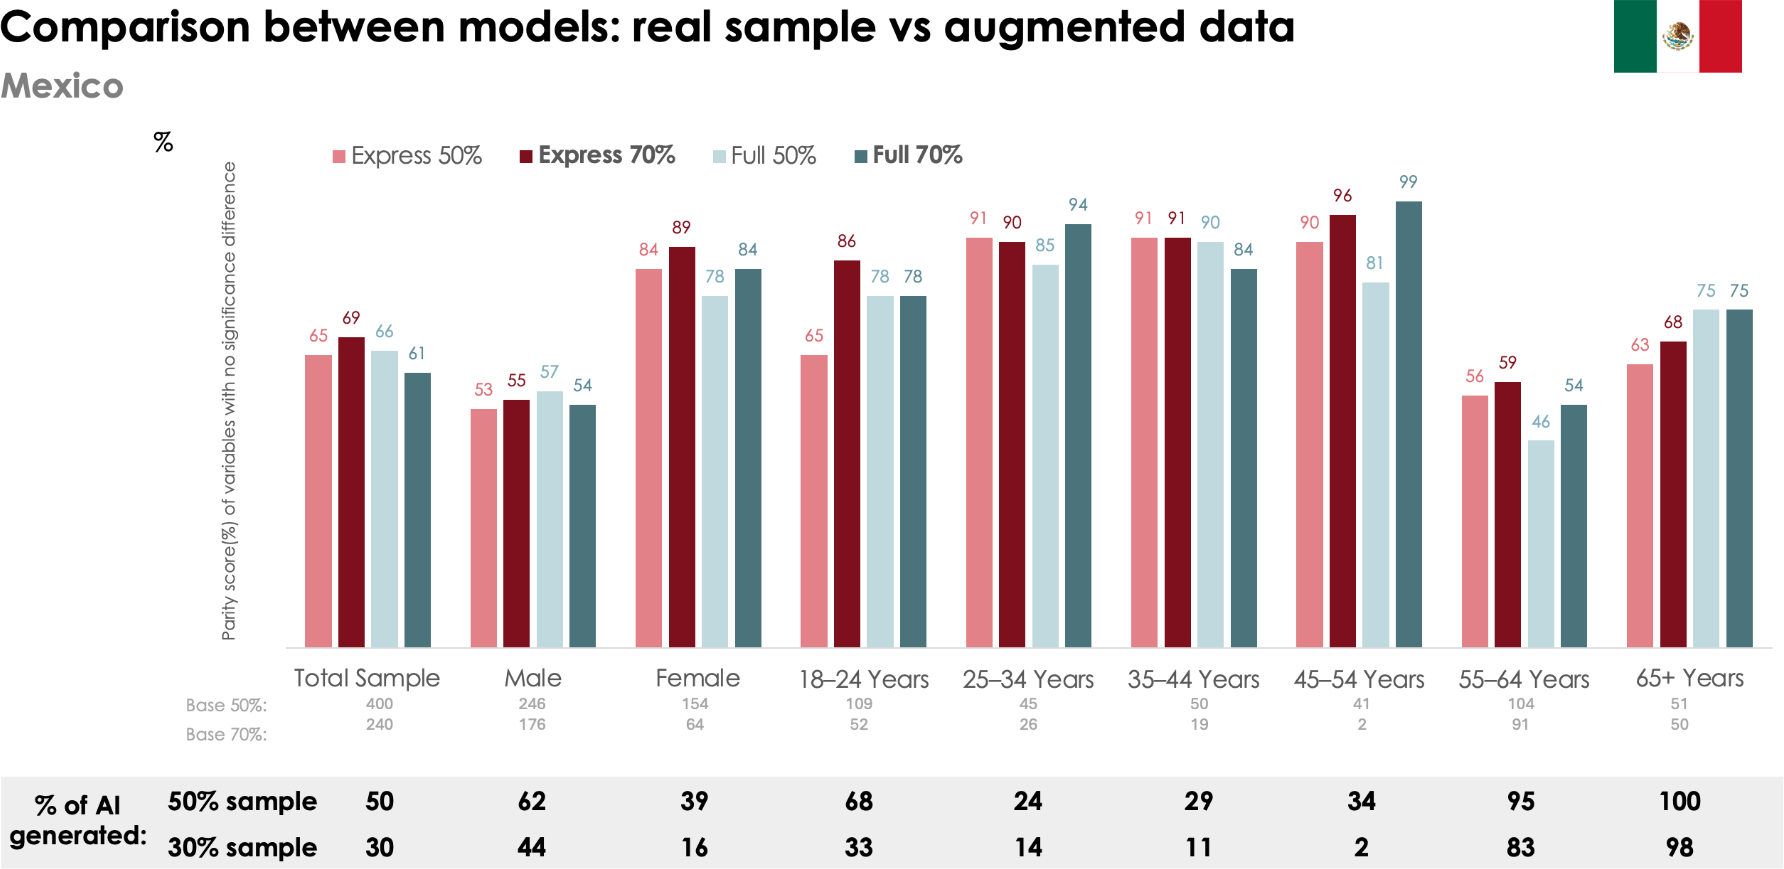 Comparison between models: real sample vs augmented data
Mexico
%
Parity score(%) of variables with no significance difference
Express 50% Express 70% Full 50% Full 70%
65 69 66 61
53 55 57 54
84 89 78 84
65 86 78 78
91 90 85 94
91 91 90 84
90 96 81 99
56 59 46 54
63 68 75 75
Total Sample Male Female 18–24 Years 25–34 Years 35–44 Years 45–54 Years 55–64 Years 65+ Years
Base 50%: 400 246 154 109 45 50 41 104 51
Base 70%: 240 176 64 52 26 19 2 91 50
% of AI generated:
50% sample 50 62 39 68 24 29 34 95 100
30% sample 30 44 16 33 14 11 2 83 98